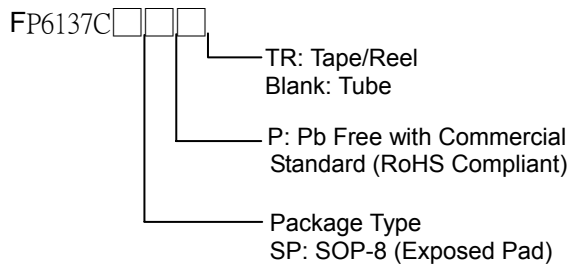 FP6137C□□□
TR: Tape/Reel
Blank: Tube
P: Pb Free with Commercial
Standard (RoHS Compliant)
Package Type
SP: SOP-8 (Exposed Pad)